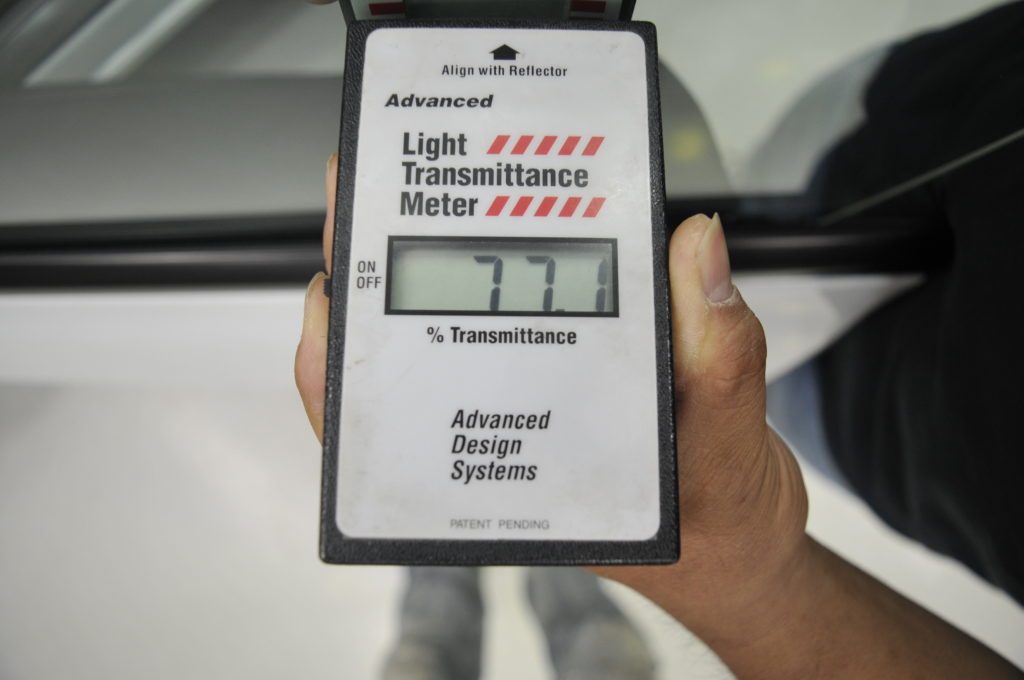 Align with Reflector
Advanced
Light
Transmittance
Meter
ON
OFF
77.1
% Transmittance
Advanced
Design
Systems
PATENT PENDING